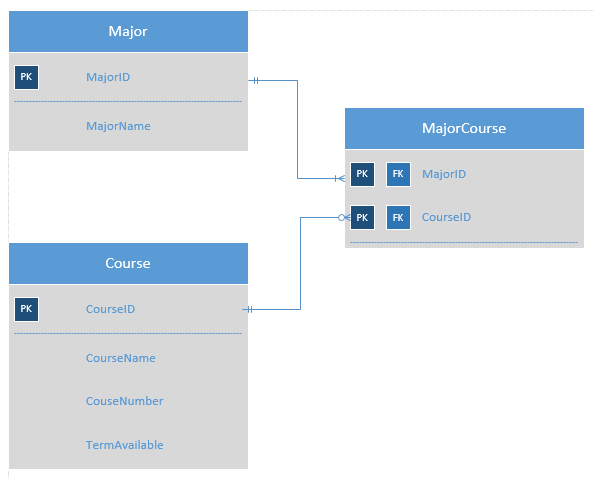 Major
PK MajorID
MajorName
MajorCourse
PK FK MajorID
PK FK CourseID
Course
PK CourseID
CourseName
CouseNumber
TermAvailable